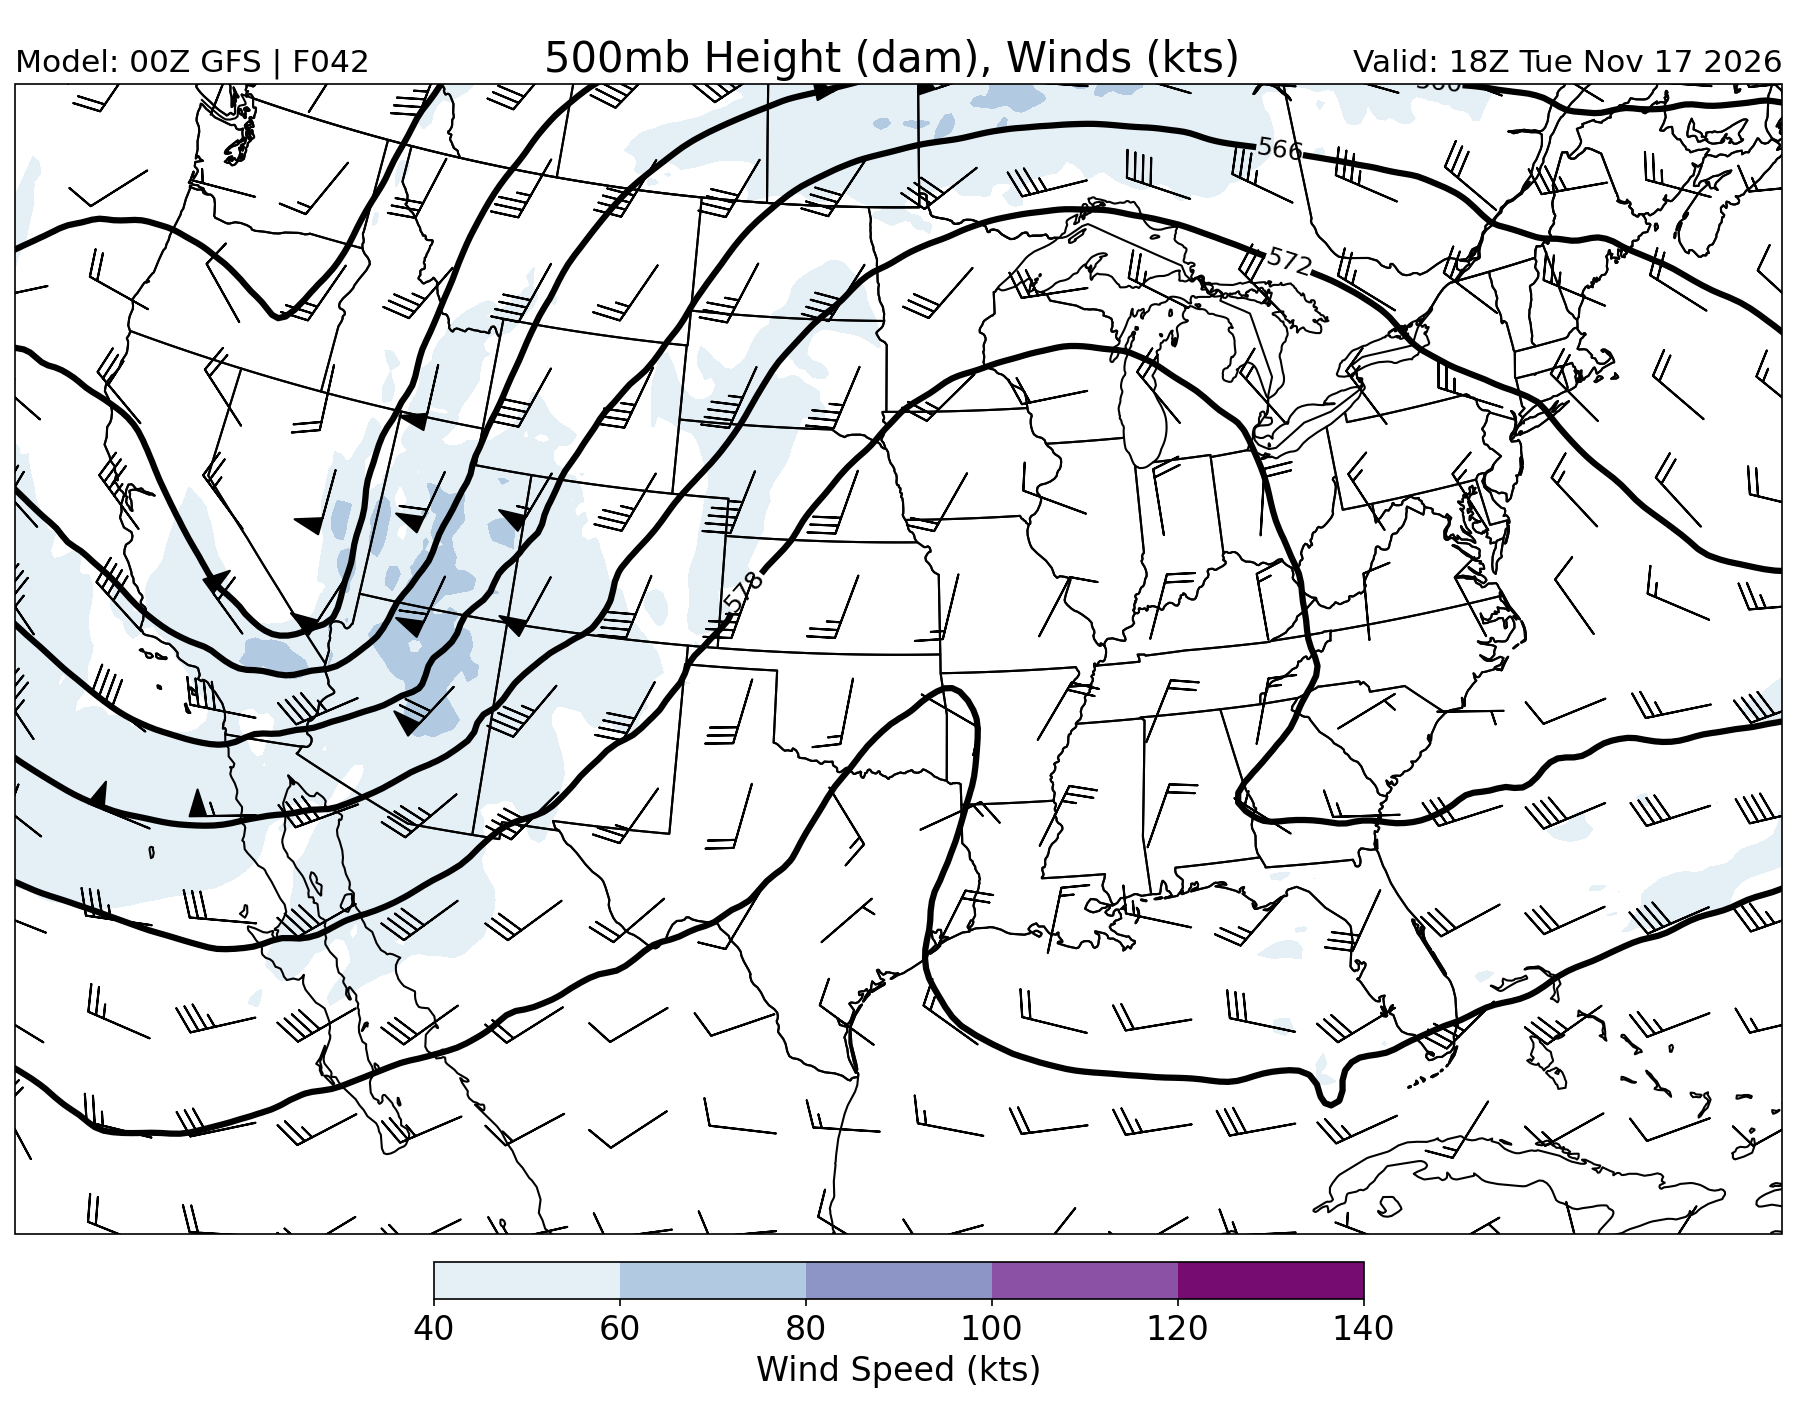 Model: 00Z GFS | F042
500mb Height (dam), Winds (kts)
Valid: 18Z Tue Nov 17 2026
566
572
578
40 60 80 100 120 140
Wind Speed (kts)